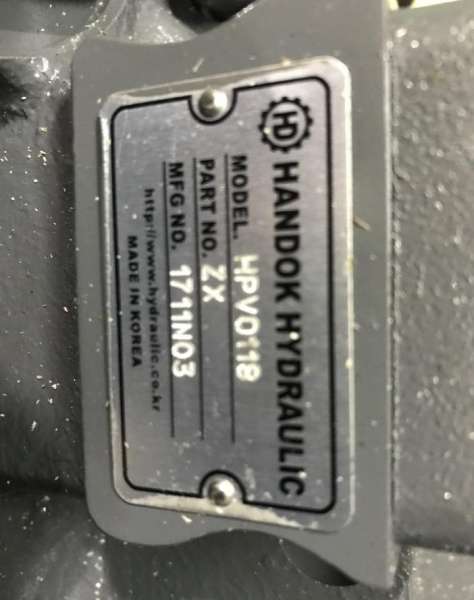 HD HANDOK HYDRAULIC
MODEL. HPV0118
PART NO. ZX
MFG NO. 1711N03
http://www.hydraulic.co.kr
MADE IN KOREA